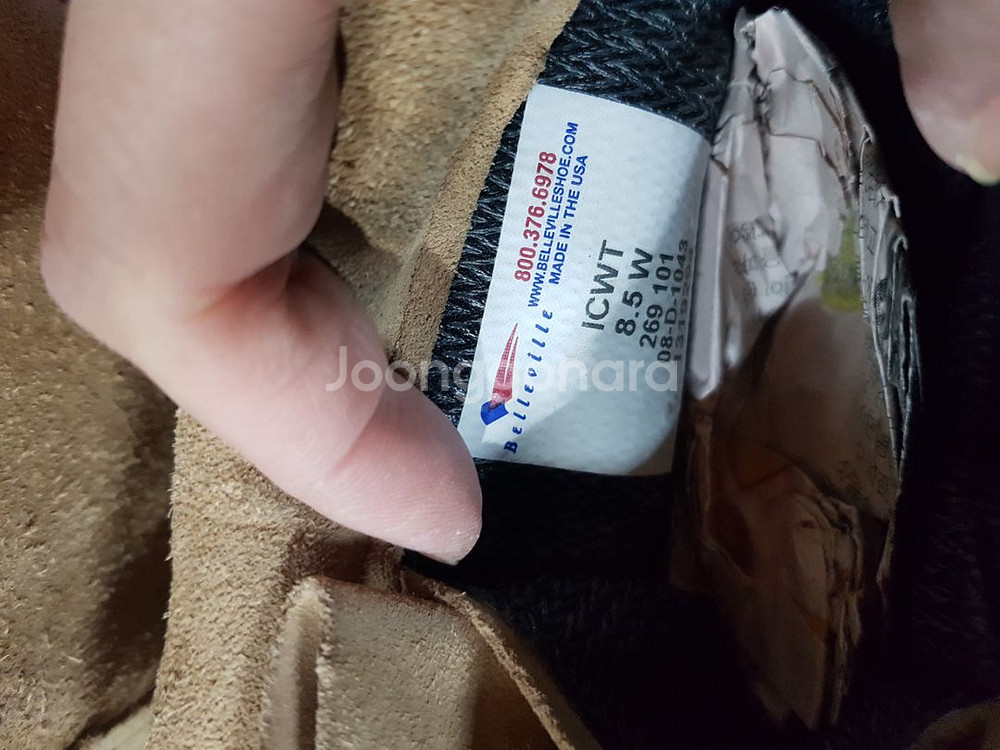 800.376.6978
WWW.BELLEVILLESHOE.COM
MADE IN THE USA
Belleville
ICWT
8.5 W
269 101
08-D-1043
Joongonara